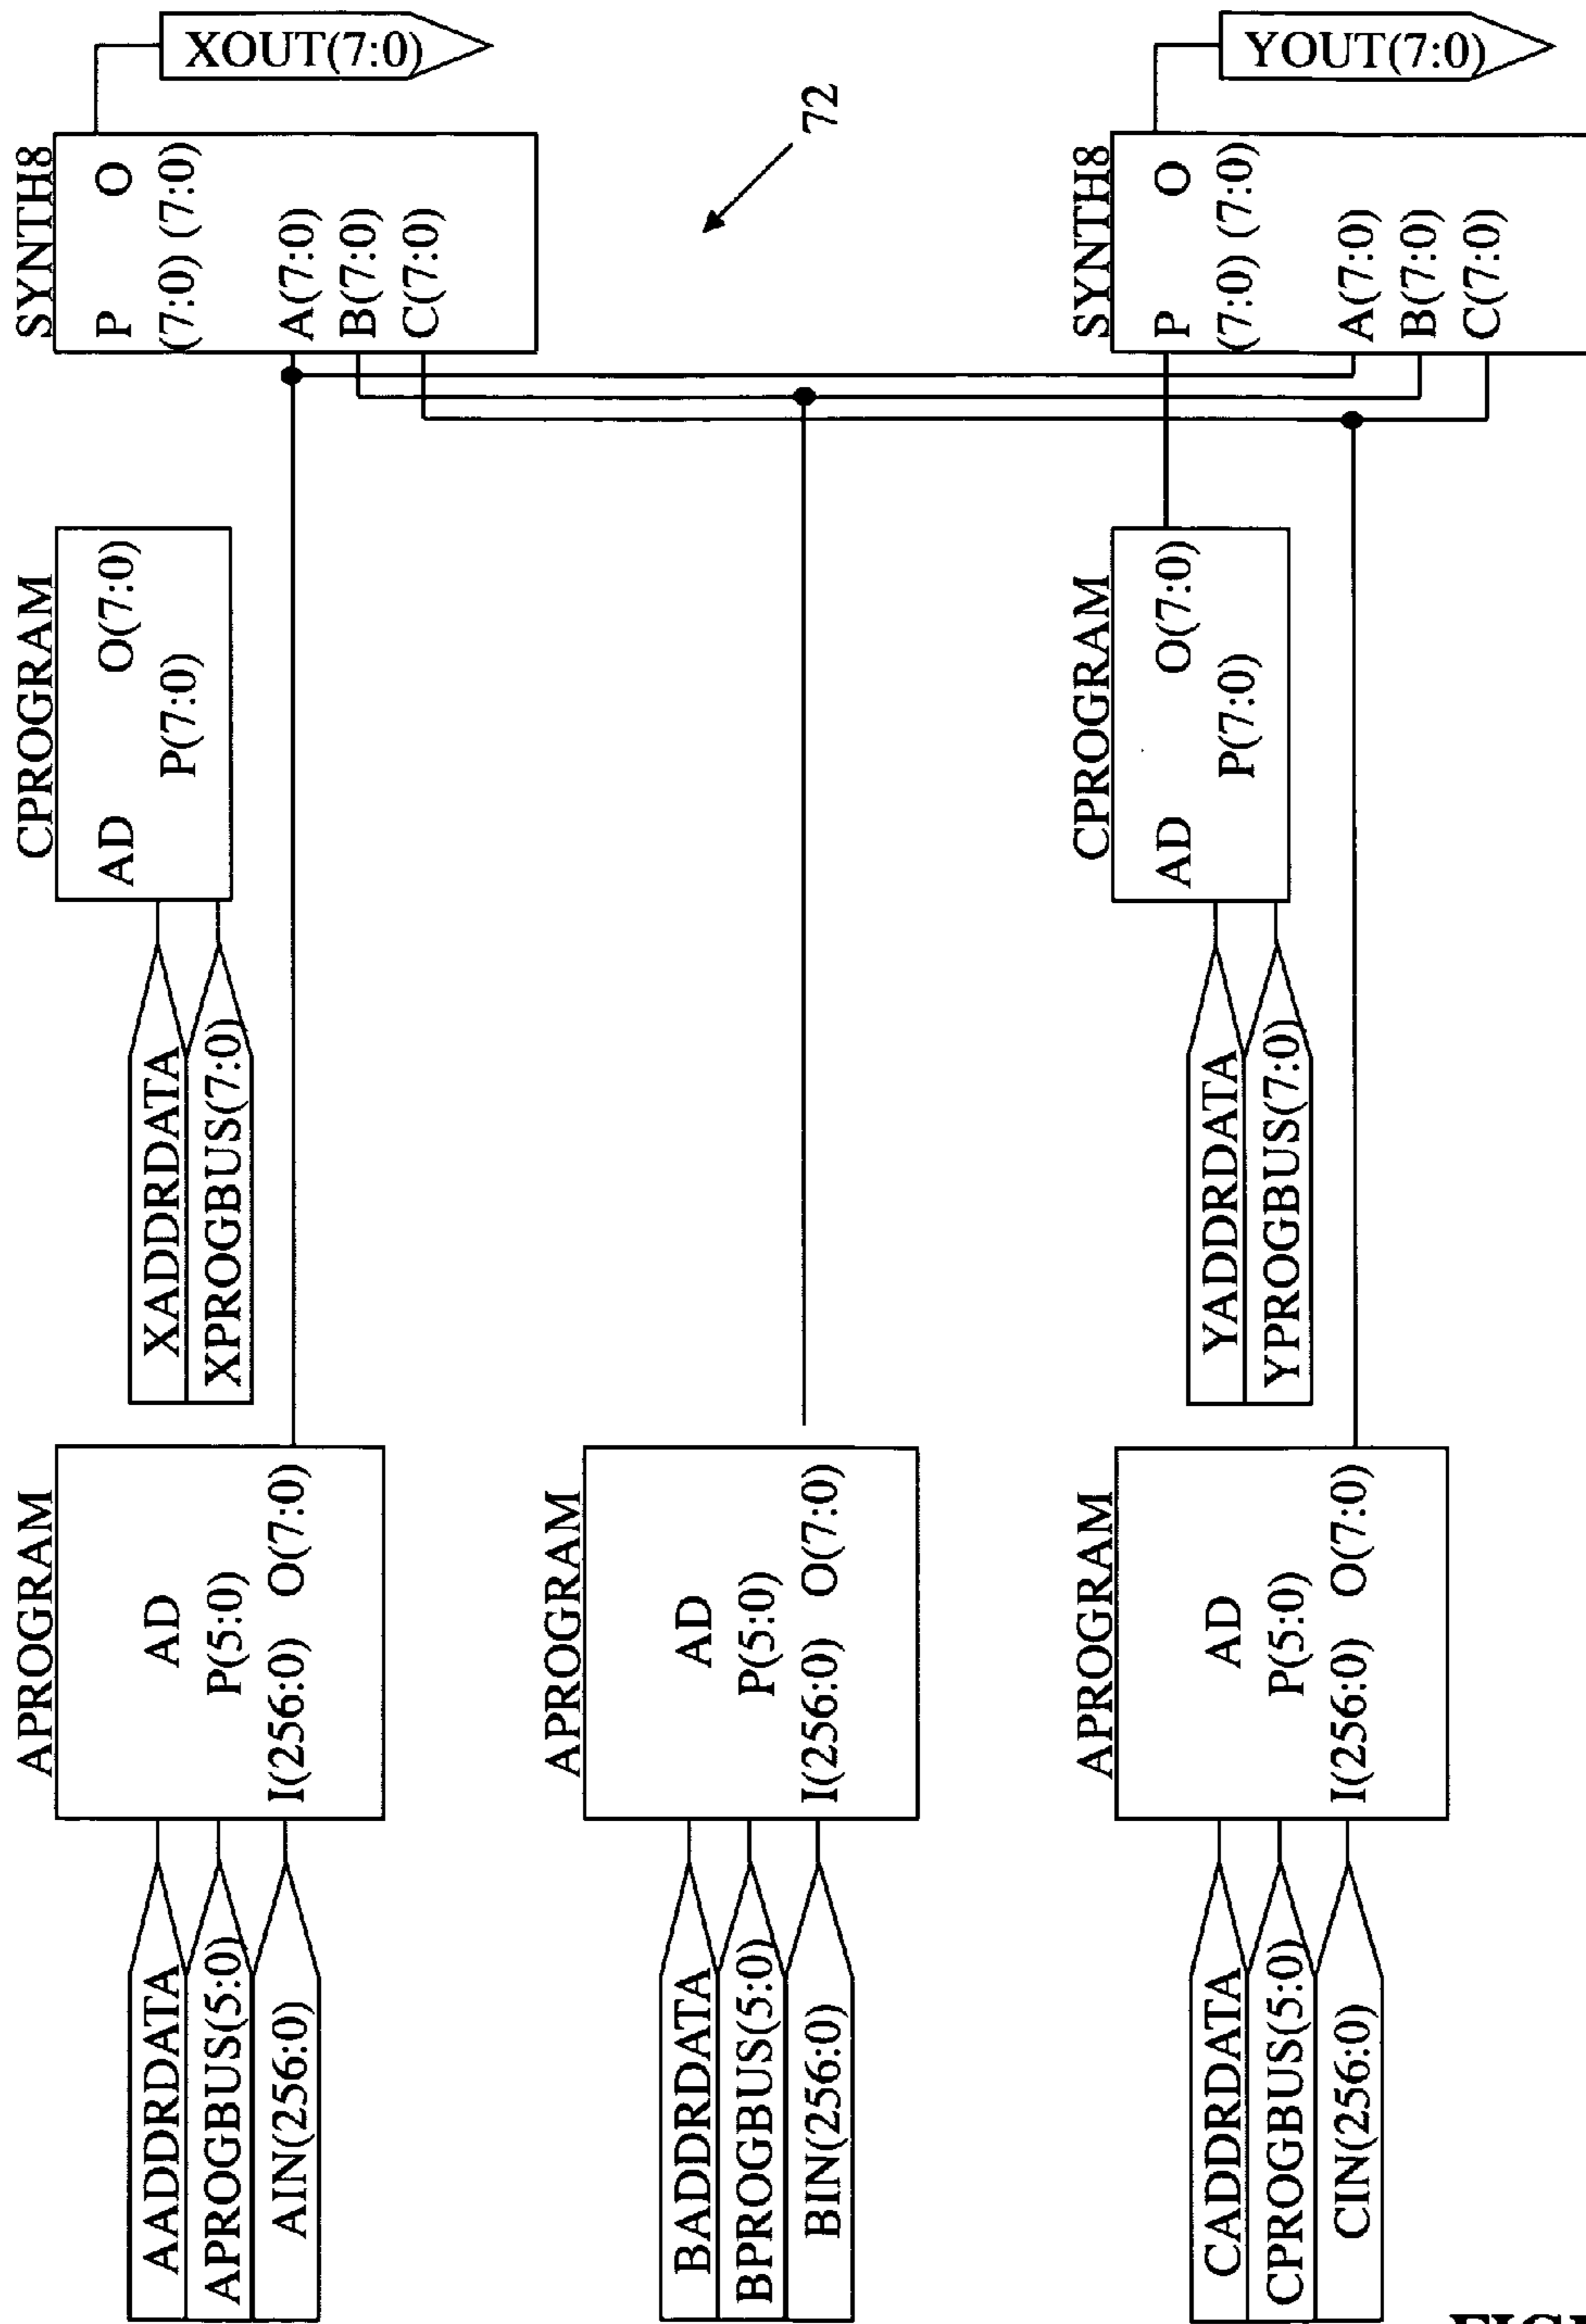 APROGRAM
AADDRDATA
AD
APROGBUS(5:0)
P(5:0)
AIN(256:0)
I(256:0) O(7:0)
CPROGRAM
XADDRDATA
AD O(7:0)
XPROGBUS(7:0)
P(7:0)
SYNTH8
P O
(7:0) (7:0)
A(7:0)
B(7:0)
C(7:0)
XOUT(7:0)
APROGRAM
BADDRDATA
AD
BPROGBUS(5:0)
P(5:0)
BIN(256:0)
I(256:0) O(7:0)
72
APROGRAM
CADDRDATA
AD
CPROGBUS(5:0)
P(5:0)
CIN(256:0)
I(256:0) O(7:0)
CPROGRAM
YADDRDATA
AD O(7:0)
YPROGBUS(7:0)
P(7:0)
SYNTH8
P O
(7:0) (7:0)
A(7:0)
B(7:0)
C(7:0)
YOUT(7:0)